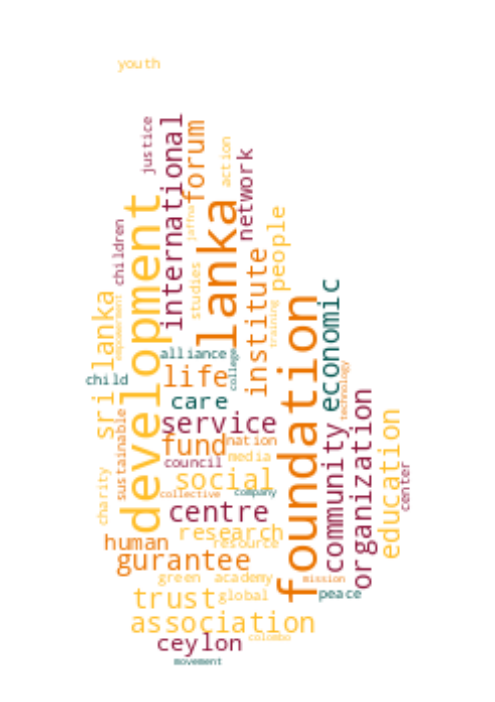 youth
justice
international
forum
action
network
lanka
development
children
jaffna
people
studies
institute
sri lanka
empowerment
training
economic
foundation
alliance
college
life
child
care
technology
service
sustainable
fund
nation
community
organization
education
media
council
center
charity
social
collective
company
centre
research
resource
human
gurantee
green
academy
mission
trust
global
peace
association
ceylon
colombo
movement